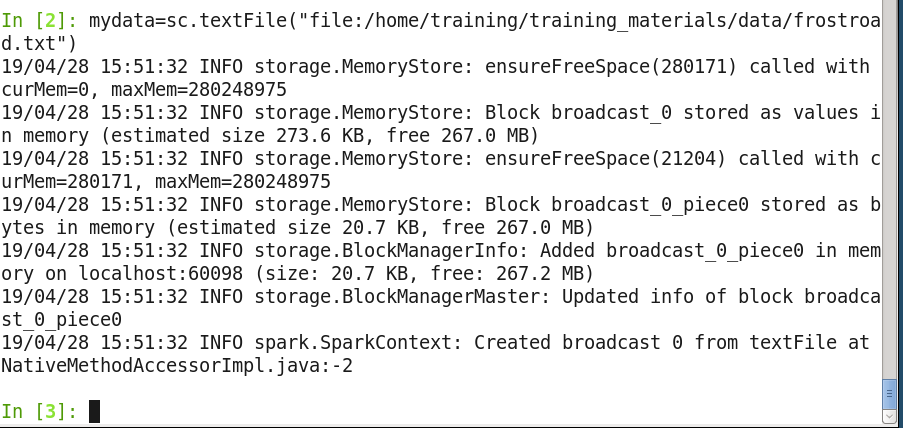 In [2]: mydata=sc.textFile("file:/home/training/training_materials/data/frostroa
d.txt")
19/04/28 15:51:32 INFO storage.MemoryStore: ensureFreeSpace(280171) called with
curMem=0, maxMem=280248975
19/04/28 15:51:32 INFO storage.MemoryStore: Block broadcast_0 stored as values i
n memory (estimated size 273.6 KB, free 267.0 MB)
19/04/28 15:51:32 INFO storage.MemoryStore: ensureFreeSpace(21204) called with c
urMem=280171, maxMem=280248975
19/04/28 15:51:32 INFO storage.MemoryStore: Block broadcast_0_piece0 stored as b
ytes in memory (estimated size 20.7 KB, free 267.0 MB)
19/04/28 15:51:32 INFO storage.BlockManagerInfo: Added broadcast_0_piece0 in mem
ory on localhost:60098 (size: 20.7 KB, free: 267.2 MB)
19/04/28 15:51:32 INFO storage.BlockManagerMaster: Updated info of block broadca
st_0_piece0
19/04/28 15:51:32 INFO spark.SparkContext: Created broadcast 0 from textFile at
NativeMethodAccessorImpl.java:-2
In [3]: